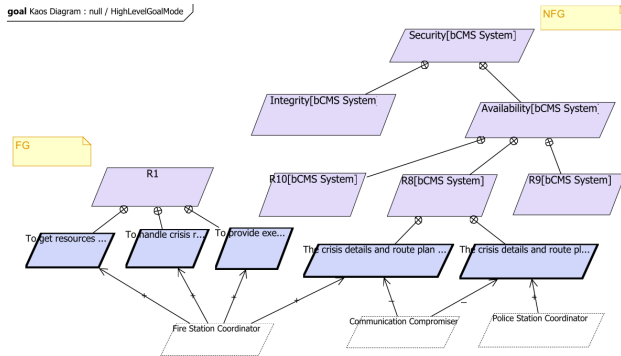 goal Kaos Diagram : null / HighLevelGoalMode
NFG
Security[bCMS System]
Integrity[bCMS System]
Availability[bCMS System]
FG
R1
R10[bCMS System]
R8[bCMS System]
R9[bCMS System]
To get resources ...
To handle crisis r...
To provide exe...
The crisis details and route plan ...
The crisis details and route pl...
+ + + + − − +
Fire Station Coordinator
Communication Compromiser
Police Station Coordinator